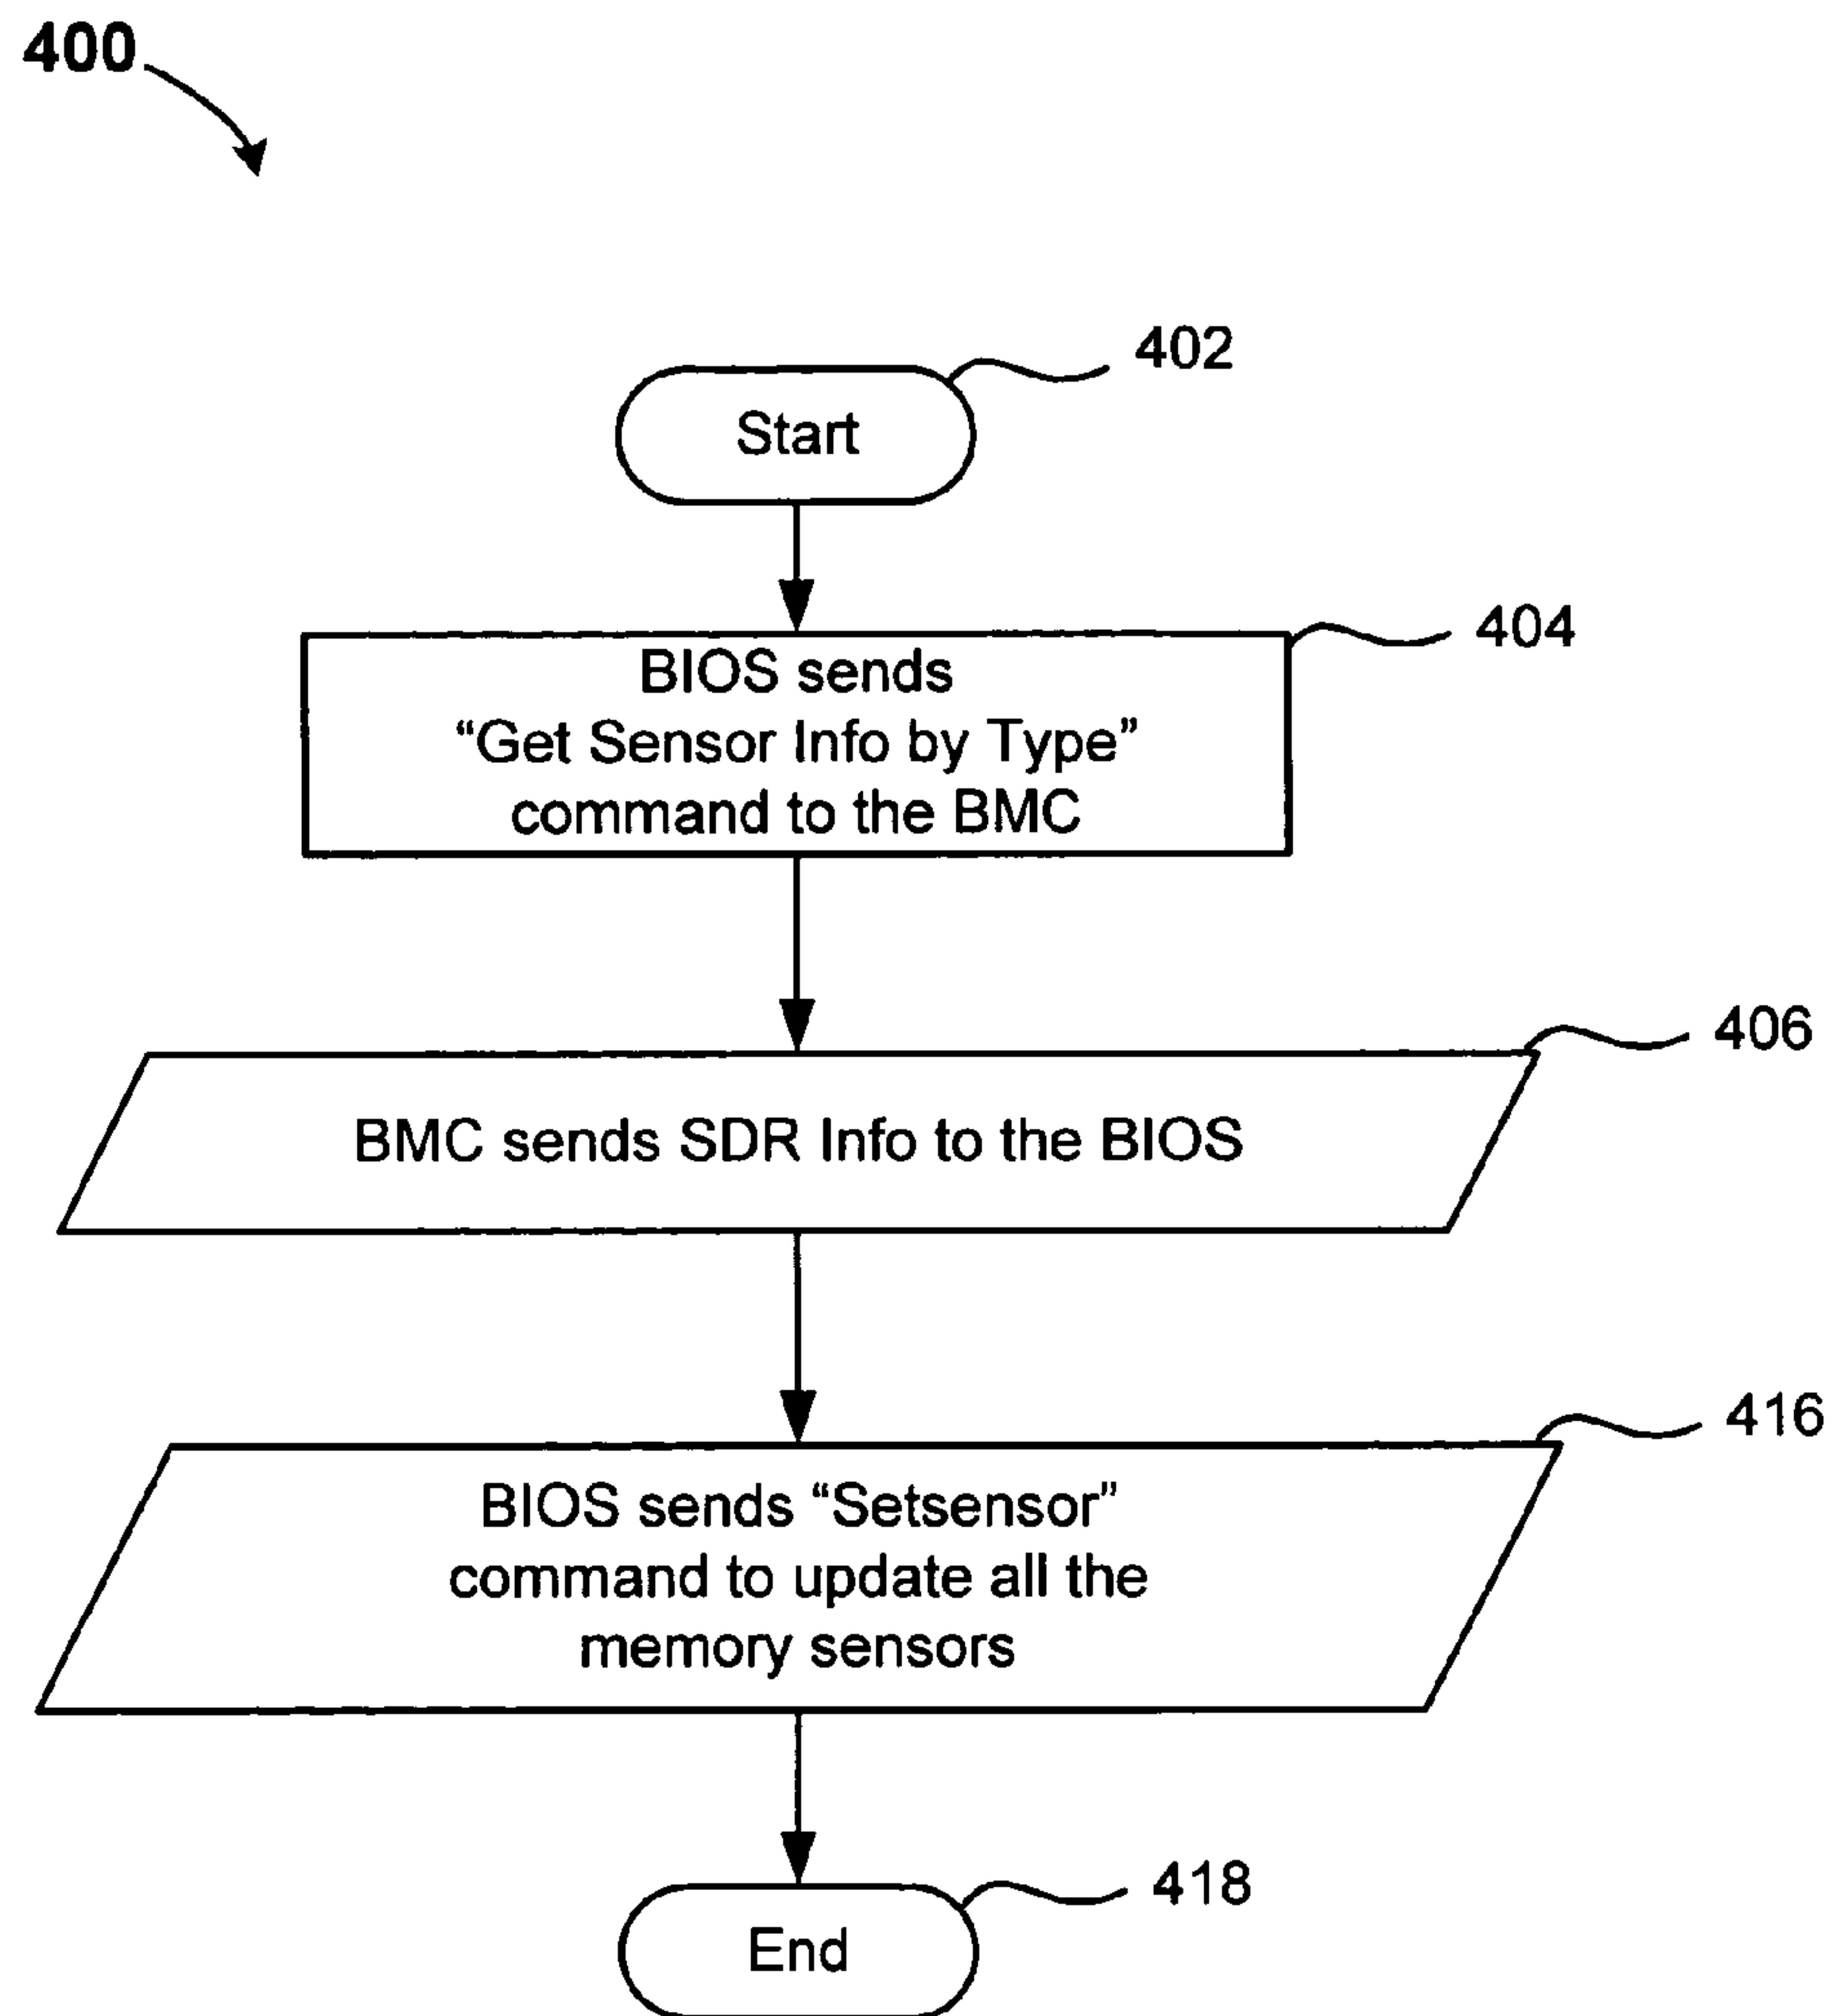 400
402
Start
404
BIOS sends
“Get Sensor Info by Type”
command to the BMC
406
BMC sends SDR Info to the BIOS
416
BIOS sends “Setsensor”
command to update all the
memory sensors
418
End